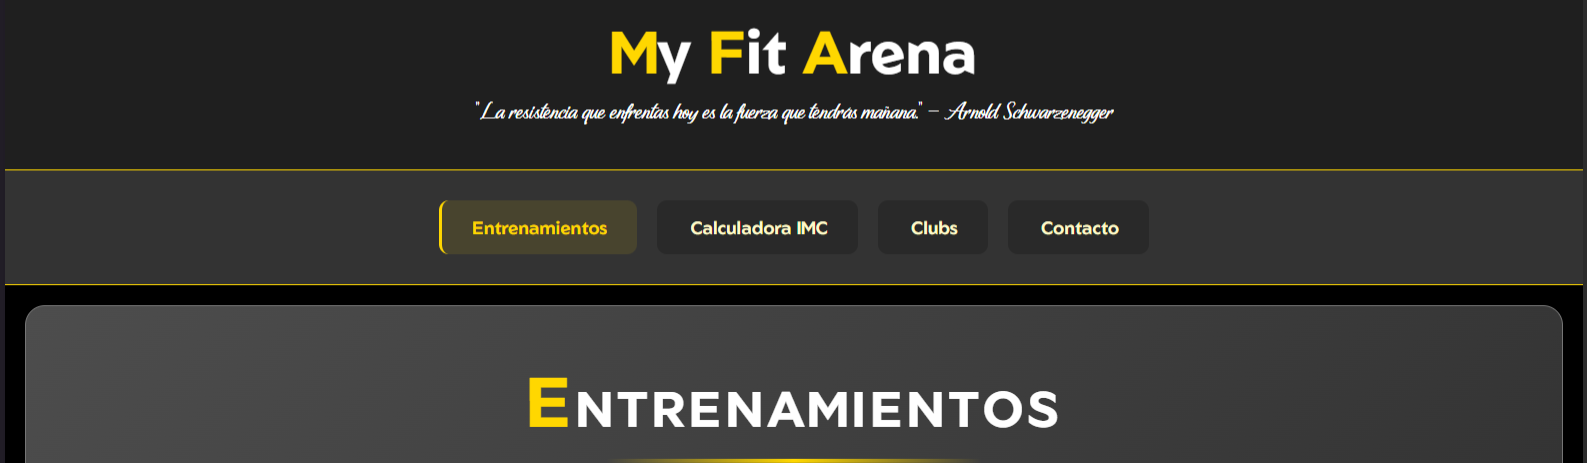 My Fit Arena
"La resistencia que enfrentas hoy es la fuerza que tendrás mañana." — Arnold Schwarzenegger
Entrenamientos Calculadora IMC Clubs Contacto
ENTRENAMIENTOS